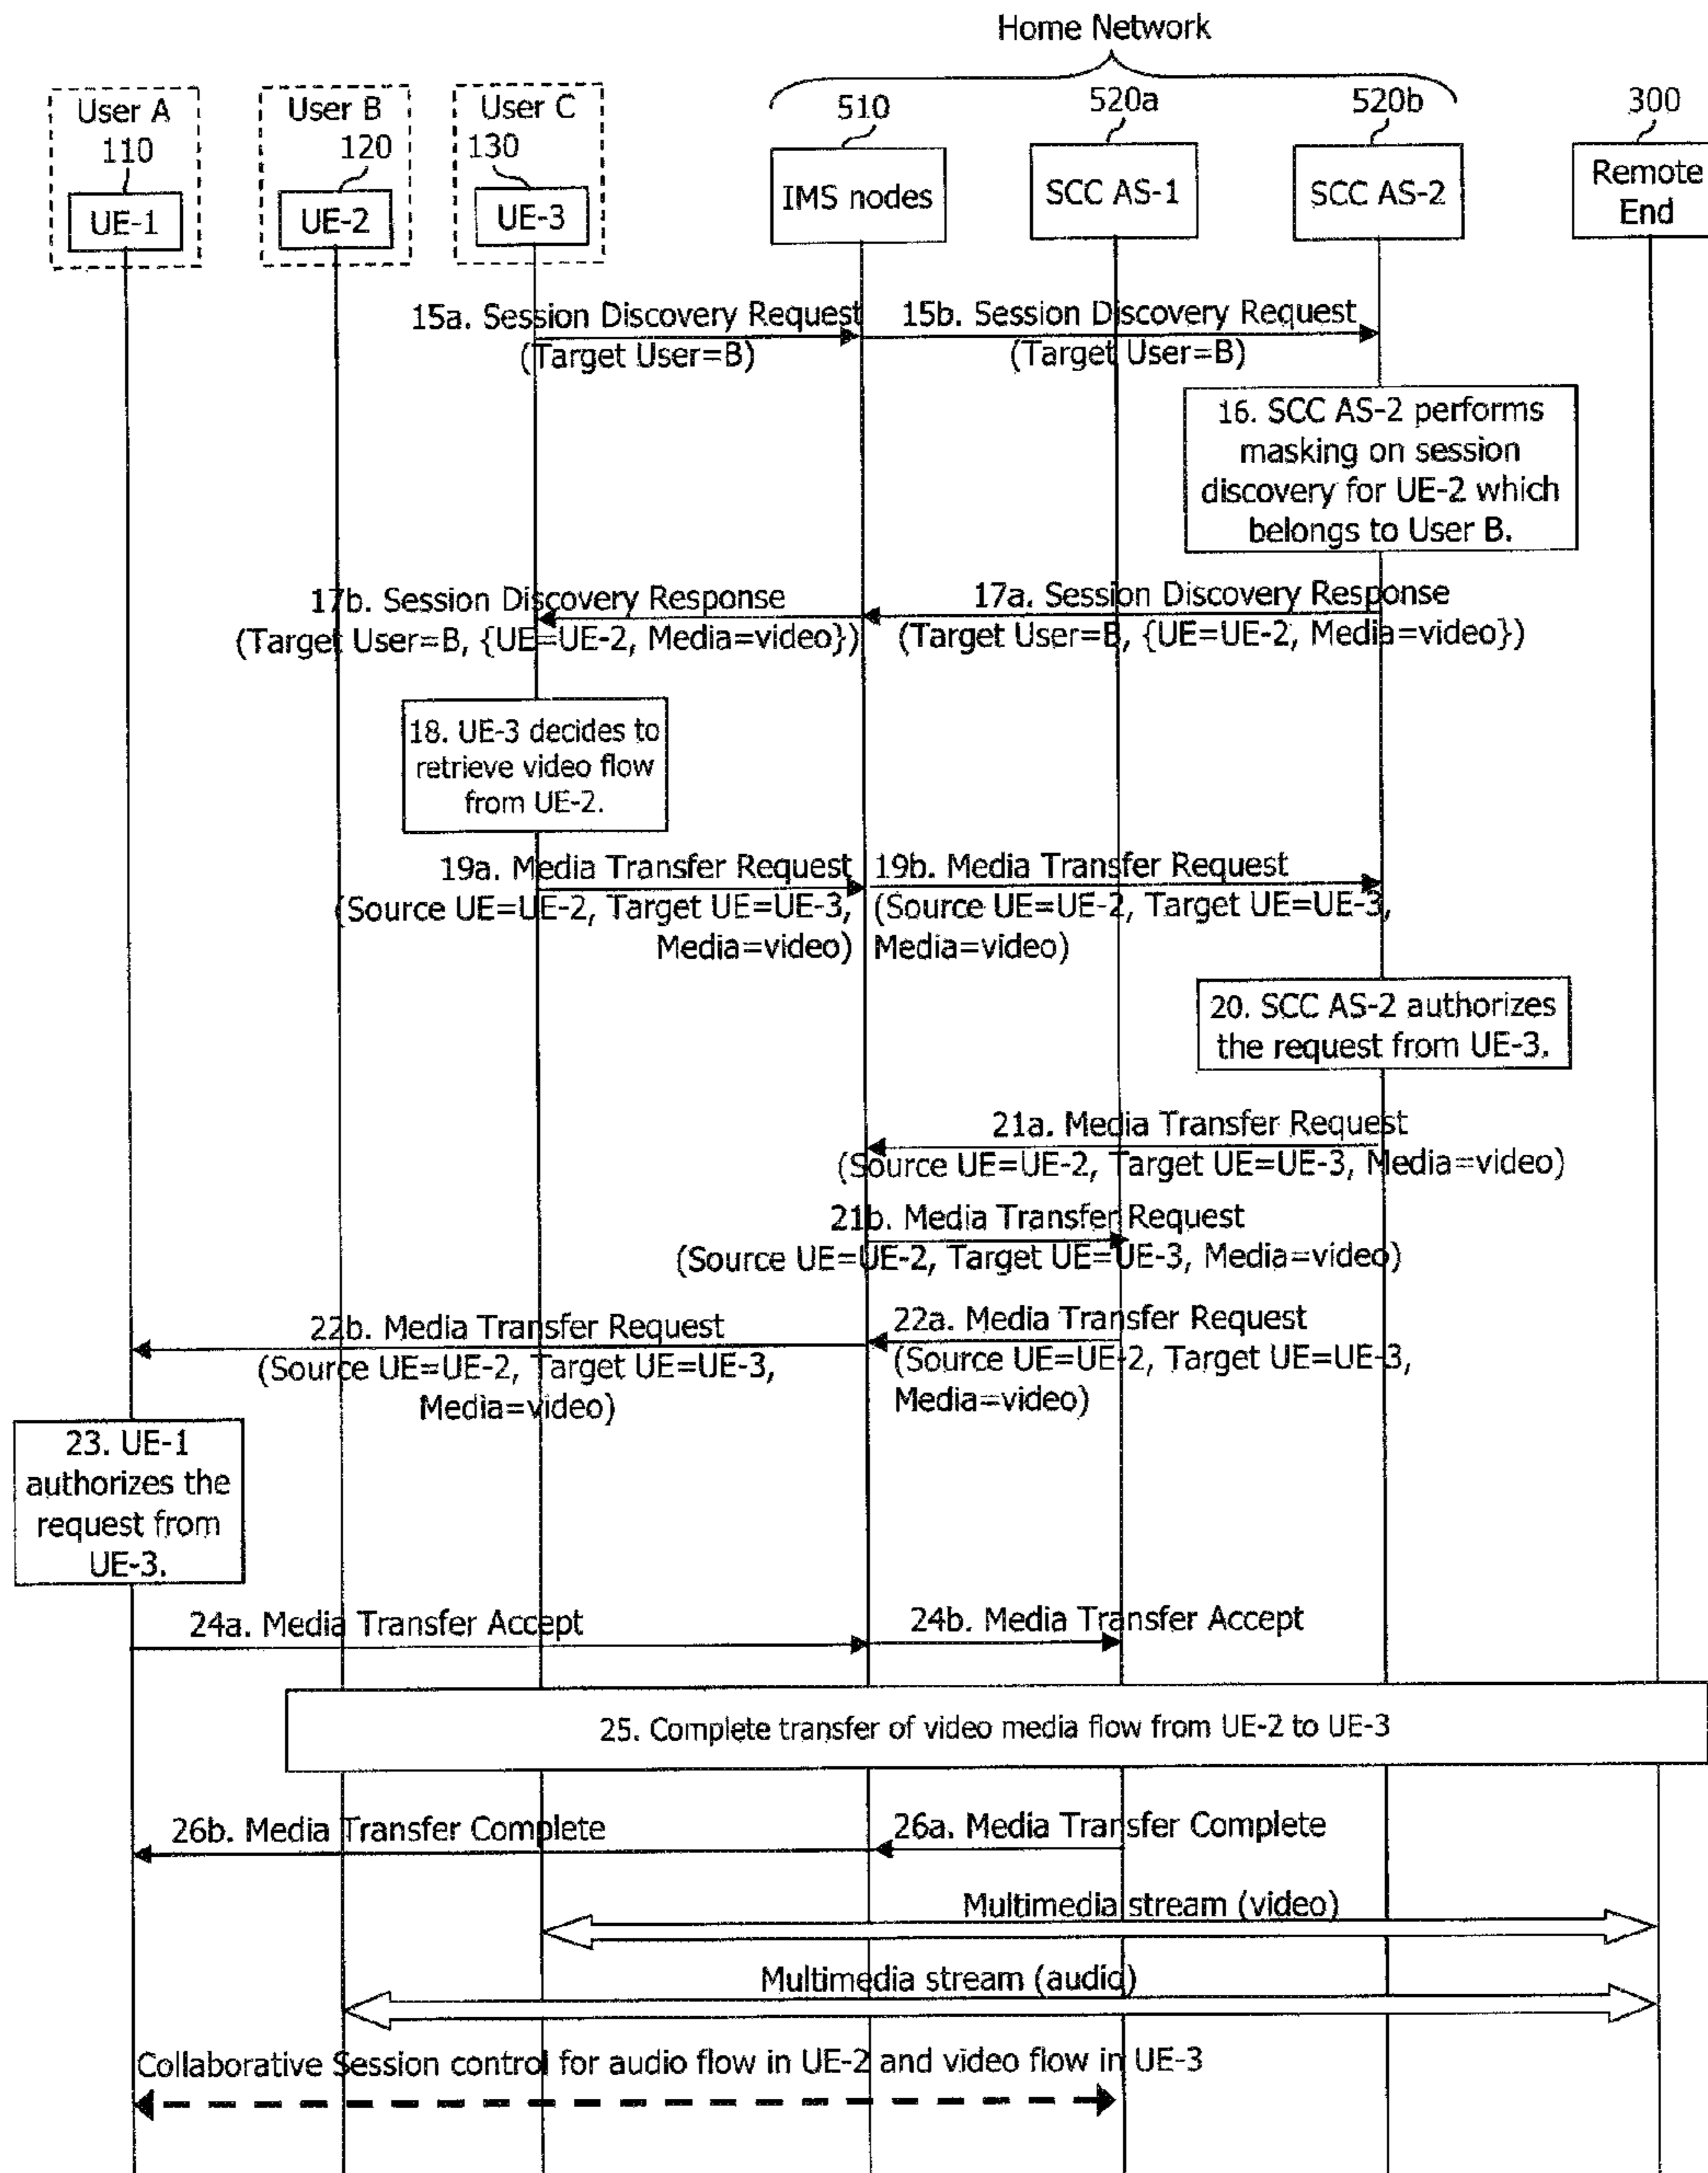 Home Network
User A
User B
User C
110
120
130
510
520a
520b
300
UE-1
UE-2
UE-3
IMS nodes
SCC AS-1
SCC AS-2
Remote
End
15a. Session Discovery Request
(Target User=B)
15b. Session Discovery Request
(Target User=B)
16. SCC AS-2 performs
masking on session
discovery for UE-2 which
belongs to User B.
17b. Session Discovery Response
(Target User=B, {UE=UE-2, Media=video})
17a. Session Discovery Response
(Target User=B, {UE=UE-2, Media=video})
18. UE-3 decides to
retrieve video flow
from UE-2.
19a. Media Transfer Request
(Source UE=UE-2, Target UE=UE-3,
Media=video)
19b. Media Transfer Request
(Source UE=UE-2, Target UE=UE-3,
Media=video)
20. SCC AS-2 authorizes
the request from UE-3.
21a. Media Transfer Request
(Source UE=UE-2, Target UE=UE-3, Media=video)
21b. Media Transfer Request
(Source UE=UE-2, Target UE=UE-3, Media=video)
22b. Media Transfer Request
(Source UE=UE-2, Target UE=UE-3,
Media=video)
22a. Media Transfer Request
(Source UE=UE-2, Target UE=UE-3,
Media=video)
23. UE-1
authorizes the
request from
UE-3.
24a. Media Transfer Accept
24b. Media Transfer Accept
25. Complete transfer of video media flow from UE-2 to UE-3
26b. Media Transfer Complete
26a. Media Transfer Complete
Multimedia stream (video)
Multimedia stream (audio)
Collaborative Session control for audio flow in UE-2 and video flow in UE-3